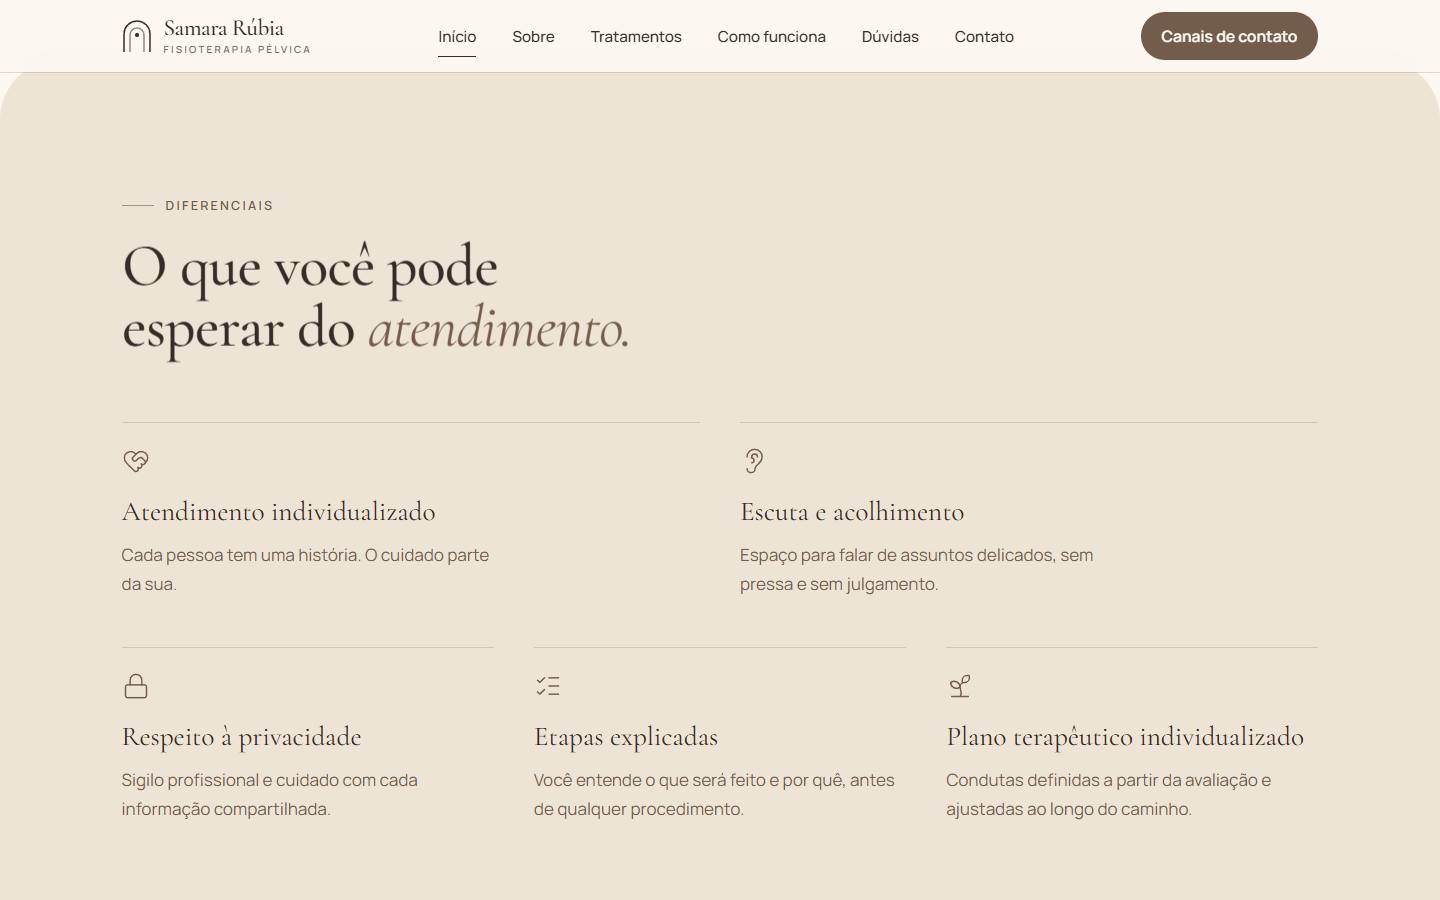 Samara Rúbia
FISIOTERAPIA PÉLVICA
Início
Sobre
Tratamentos
Como funciona
Dúvidas
Contato
Canais de contato
DIFERENCIAIS
O que você pode
esperar do atendimento.
Atendimento individualizado
Cada pessoa tem uma história. O cuidado parte
da sua.
Escuta e acolhimento
Espaço para falar de assuntos delicados, sem
pressa e sem julgamento.
Respeito à privacidade
Sigilo profissional e cuidado com cada
informação compartilhada.
Etapas explicadas
Você entende o que será feito e por quê, antes
de qualquer procedimento.
Plano terapêutico individualizado
Condutas definidas a partir da avaliação e
ajustadas ao longo do caminho.